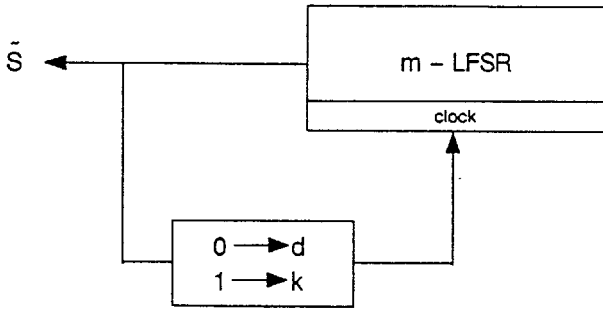 S̃
m – LFSR
clock
0 → d
1 → k